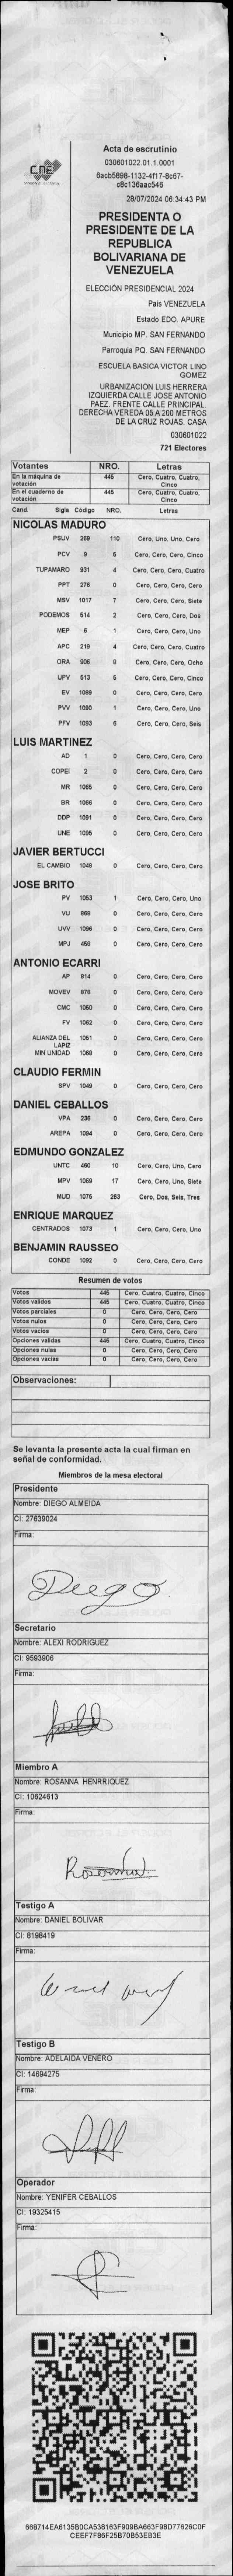 CNE
Acta de escrutinio
030601022.01.1.0001
6acb5898-1132-4f17-8c67-
c8c136aac546
28/07/2024 06:34:43 PM
PRESIDENTA O
PRESIDENTE DE LA
REPUBLICA
BOLIVARIANA DE
VENEZUELA
ELECCIÓN PRESIDENCIAL 2024
Pais VENEZUELA
Estado EDO. APURE
Municipio MP. SAN FERNANDO
Parroquia PQ. SAN FERNANDO
ESCUELA BASICA VICTOR LINO
GOMEZ
URBANIZACION LUIS HERRERA
IZQUIERDA CALLE JOSE ANTONIO
PAEZ. FRENTE CALLE PRINCIPAL.
DERECHA VEREDA 05 A 200 METROS
DE LA CRUZ ROJAS. CASA
030601022
721 Electores
Votantes NRO. Letras
En la máquina de votación 445 Cero, Cuatro, Cuatro, Cinco
En el cuaderno de votación 445 Cero, Cuatro, Cuatro, Cinco
Cand. Sigla Código NRO. Letras
NICOLAS MADURO
PSUV 269 110 Cero, Uno, Uno, Cero
PCV 9 5 Cero, Cero, Cero, Cinco
TUPAMARO 931 4 Cero, Cero, Cero, Cuatro
PPT 276 0 Cero, Cero, Cero, Cero
MSV 1017 7 Cero, Cero, Cero, Siete
PODEMOS 514 2 Cero, Cero, Cero, Dos
MEP 6 1 Cero, Cero, Cero, Uno
APC 219 4 Cero, Cero, Cero, Cuatro
ORA 906 8 Cero, Cero, Cero, Ocho
UPV 513 5 Cero, Cero, Cero, Cinco
EV 1089 0 Cero, Cero, Cero, Cero
PVV 1090 1 Cero, Cero, Cero, Uno
PFV 1093 6 Cero, Cero, Cero, Seis
LUIS MARTINEZ
AD 1 0 Cero, Cero, Cero, Cero
COPEI 2 0 Cero, Cero, Cero, Cero
MR 1055 0 Cero, Cero, Cero, Cero
BR 1066 0 Cero, Cero, Cero, Cero
DDP 1091 0 Cero, Cero, Cero, Cero
UNE 1095 0 Cero, Cero, Cero, Cero
JAVIER BERTUCCI
EL CAMBIO 1048 0 Cero, Cero, Cero, Cero
JOSE BRITO
PV 1053 1 Cero, Cero, Cero, Uno
VU 868 0 Cero, Cero, Cero, Cero
UVV 1096 0 Cero, Cero, Cero, Cero
MPJ 458 0 Cero, Cero, Cero, Cero
ANTONIO ECARRI
AP 914 0 Cero, Cero, Cero, Cero
MOVEV 878 0 Cero, Cero, Cero, Cero
CMC 1050 0 Cero, Cero, Cero, Cero
FV 1062 0 Cero, Cero, Cero, Cero
ALIANZA DEL LAPIZ 1051 0 Cero, Cero, Cero, Cero
MIN UNIDAD 1069 0 Cero, Cero, Cero, Cero
CLAUDIO FERMIN
SPV 1049 0 Cero, Cero, Cero, Cero
DANIEL CEBALLOS
VPA 236 0 Cero, Cero, Cero, Cero
AREPA 1094 0 Cero, Cero, Cero, Cero
EDMUNDO GONZALEZ
UNTC 460 10 Cero, Cero, Uno, Cero
MPV 1069 17 Cero, Cero, Uno, Siete
MUD 1075 263 Cero, Dos, Seis, Tres
ENRIQUE MARQUEZ
CENTRADOS 1073 1 Cero, Cero, Cero, Uno
BENJAMIN RAUSSEO
CONDE 1092 0 Cero, Cero, Cero, Cero
Resumen de votos
Votos 445 Cero, Cuatro, Cuatro, Cinco
Votos validos 445 Cero, Cuatro, Cuatro, Cinco
Votos parciales 0 Cero, Cero, Cero, Cero
Votos nulos 0 Cero, Cero, Cero, Cero
Votos vacios 0 Cero, Cero, Cero, Cero
Opciones validas 445 Cero, Cuatro, Cuatro, Cinco
Opciones nulas 0 Cero, Cero, Cero, Cero
Opciones vacias 0 Cero, Cero, Cero, Cero
Observaciones:
Se levanta la presente acta la cual firman en
señal de conformidad.
Miembros de la mesa electoral
Presidente
Nombre: DIEGO ALMEIDA
CI: 27639024
Firma:
Diego
Secretario
Nombre: ALEXI RODRIGUEZ
CI: 9593906
Firma:
Miembro A
Nombre: ROSANNA HENRRIQUEZ
CI: 10624613
Firma:
Testigo A
Nombre: DANIEL BOLIVAR
CI: 8198419
Firma:
Testigo B
Nombre: ADELAIDA VENERO
CI: 14694275
Firma:
Operador
Nombre: YENIFER CEBALLOS
CI: 19325415
Firma:
668714EA6135B0CA538163F909BA663F98D77626C0F
CEEF7F86F25B70B53EB3E